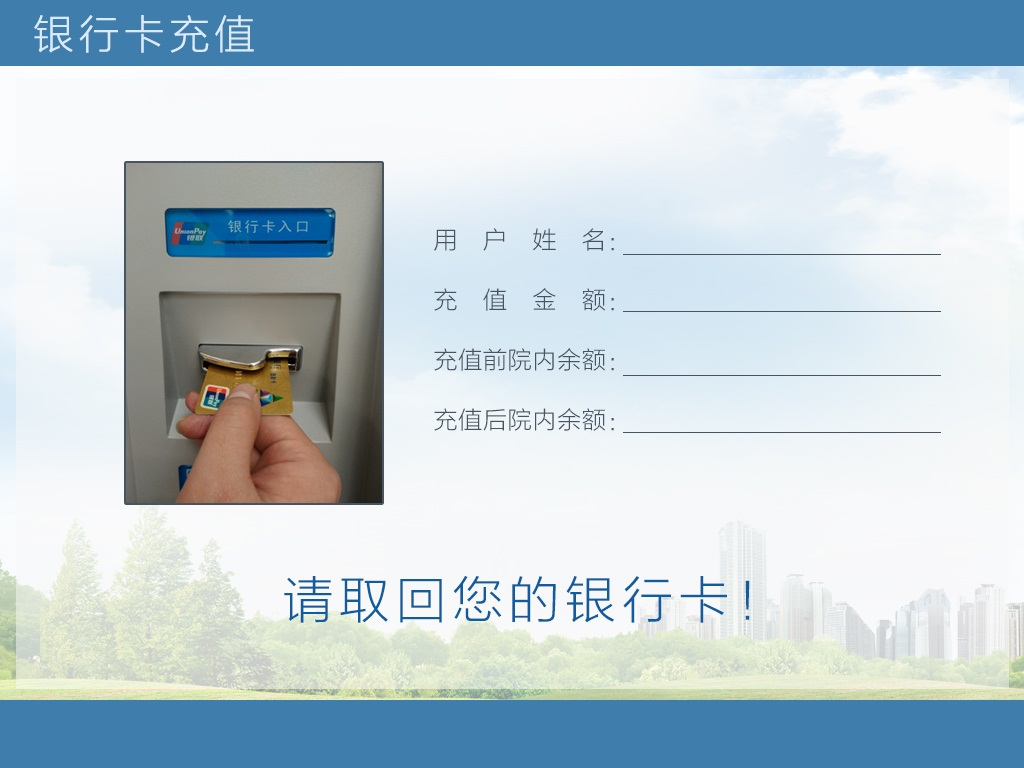 银行卡充值
UnionPay
银联
银行卡入口
用户姓名:
充值金额:
充值前院内余额:
充值后院内余额:
请取回您的银行卡！